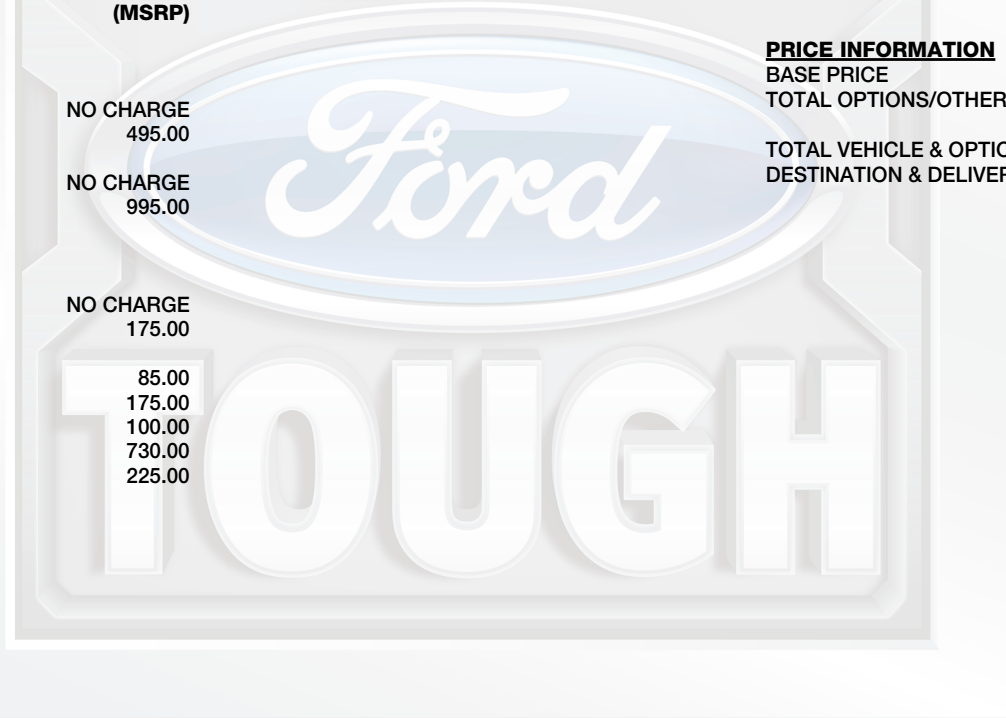 (MSRP)
NO CHARGE
495.00
NO CHARGE
995.00
NO CHARGE
175.00
85.00
175.00
100.00
730.00
225.00
PRICE INFORMATION
BASE PRICE
TOTAL OPTIONS/OTHER
TOTAL VEHICLE & OPTIO
DESTINATION & DELIVER
Ford
TOUGH